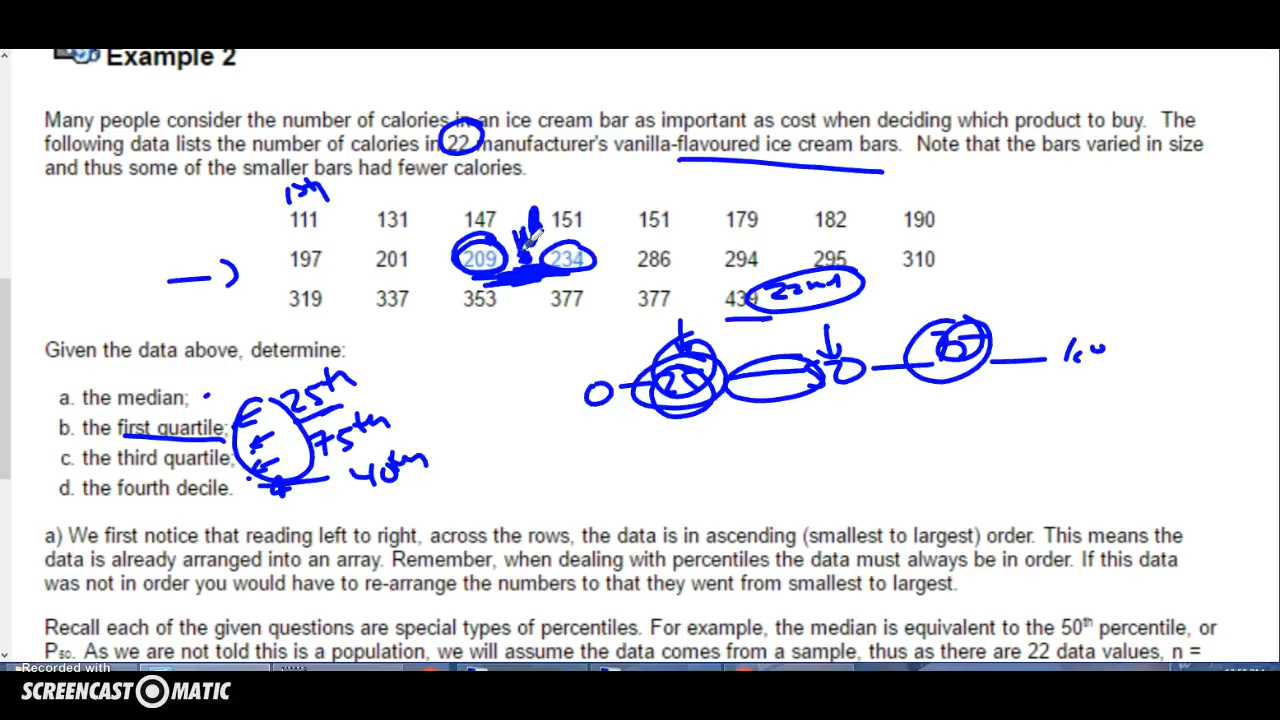 Example 2
Many people consider the number of calories in an ice cream bar as important as cost when deciding which product to buy. The
following data lists the number of calories in 22 manufacturer's vanilla-flavoured ice cream bars. Note that the bars varied in size
and thus some of the smaller bars had fewer calories.
111 131 147 151 151 179 182 190
197 201 209 234 286 294 295 310
319 337 353 377 377 439 22nd
Given the data above, determine:
a. the median;
b. the first quartile; 25th
c. the third quartile; 75th
d. the fourth decile. 40th
0 25
a) We first notice that reading left to right, across the rows, the data is in ascending (smallest to largest) order. This means the
data is already arranged into an array. Remember, when dealing with percentiles the data must always be in order. If this data
was not in order you would have to re-arrange the numbers to that they went from smallest to largest.
Recall each of the given questions are special types of percentiles. For example, the median is equivalent to the 50th percentile, or
P50. As we are not told this is a population, we will assume the data comes from a sample, thus as there are 22 data values, n =
Recorded with
SCREENCAST MATIC